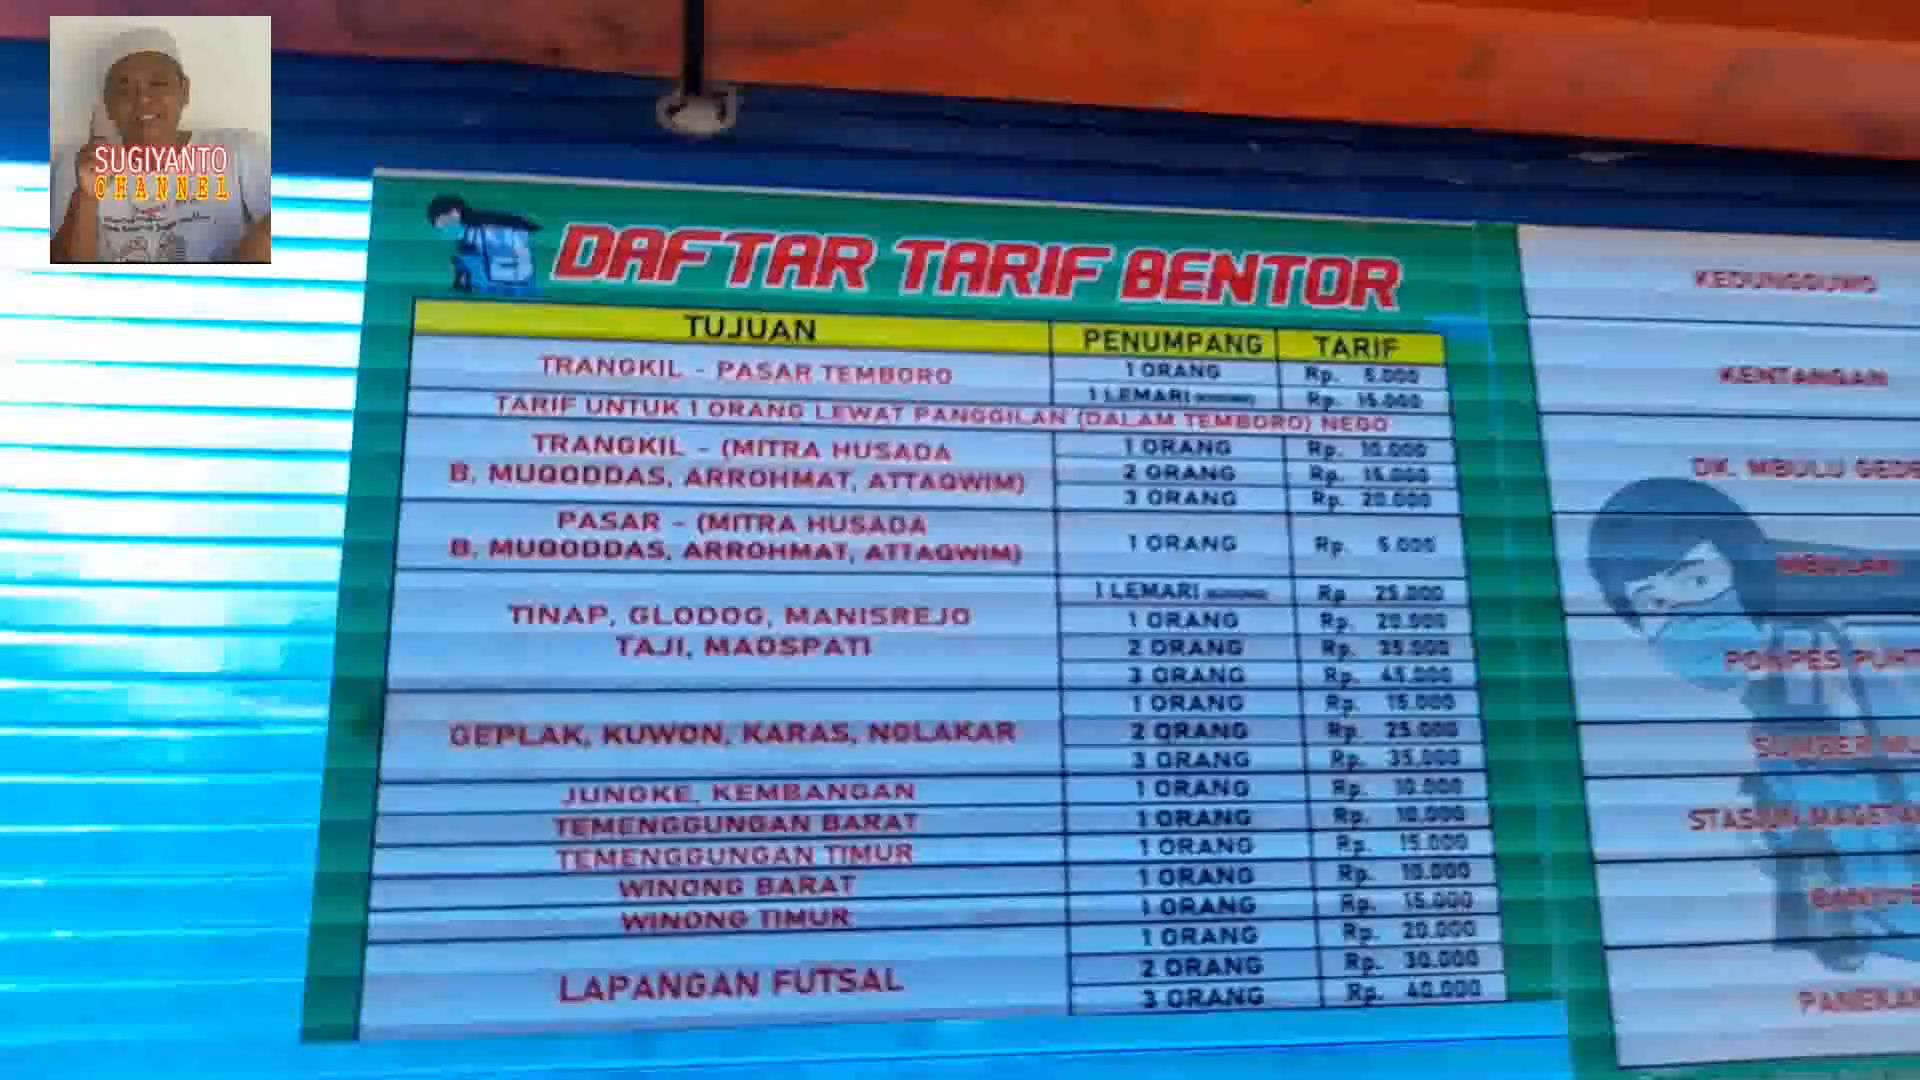 SUGIYANTO
CHANNEL
DAFTAR TARIF BENTOR
TUJUAN PENUMPANG TARIF
TRANGKIL - PASAR TEMBORO 1 ORANG Rp. 5.000
1 LEMARI Rp. 15.000
TARIF UNTUK 1 ORANG LEWAT PANGGILAN (DALAM TEMBORO) NEGO
TRANGKIL - (MITRA HUSADA 1 ORANG Rp. 10.000
B. MUQODDAS, ARROHMAT, ATTAQWIM) 2 ORANG Rp. 15.000
3 ORANG Rp. 20.000
PASAR - (MITRA HUSADA
B. MUQODDAS, ARROHMAT, ATTAQWIM) 1 ORANG Rp. 5.000
1 LEMARI Rp 25.000
TINAP, GLODOG, MANISREJO 1 ORANG Rp. 20.000
TAJI, MAOSPATI 2 ORANG Rp. 35.000
3 ORANG Rp. 45.000
1 ORANG Rp. 15.000
GEPLAK, KUWON, KARAS, NGLAKAR 2 ORANG Rp. 25.000
3 ORANG Rp. 35.000
JUNGKE, KEMBANGAN 1 ORANG Rp. 10.000
TEMENGGUNGAN BARAT 1 ORANG Rp. 10.000
TEMENGGUNGAN TIMUR 1 ORANG Rp. 15.000
WINONG BARAT 1 ORANG Rp. 10.000
WINONG TIMUR 1 ORANG Rp. 15.000
1 ORANG Rp. 20.000
LAPANGAN FUTSAL 2 ORANG Rp. 30.000
3 ORANG Rp. 40.000
KEDUNGGUWO
KENTANGAN
DK. MBULU
PONPES
SUMBER
STASIUN